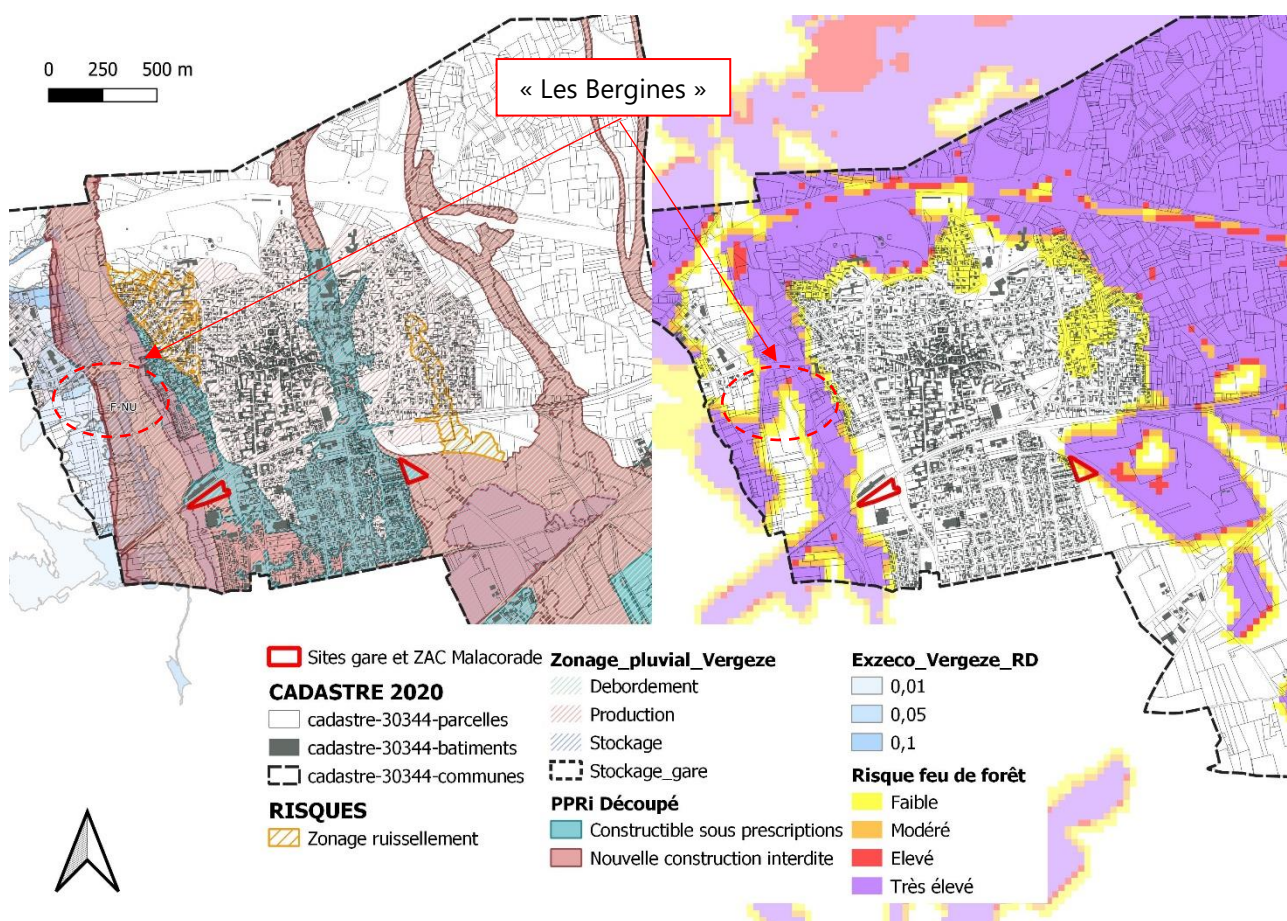 0 250 500 m
« Les Bergines »
F-NU
Sites gare et ZAC Malacorade
CADASTRE 2020
cadastre-30344-parcelles
cadastre-30344-batiments
cadastre-30344-communes
RISQUES
Zonage ruissellement
Zonage_pluvial_Vergeze
Debordement
Production
Stockage
Stockage_gare
PPRi Découpé
Constructible sous prescriptions
Nouvelle construction interdite
Exzeco_Vergeze_RD
0,01
0,05
0,1
Risque feu de forêt
Faible
Modéré
Elevé
Très élevé